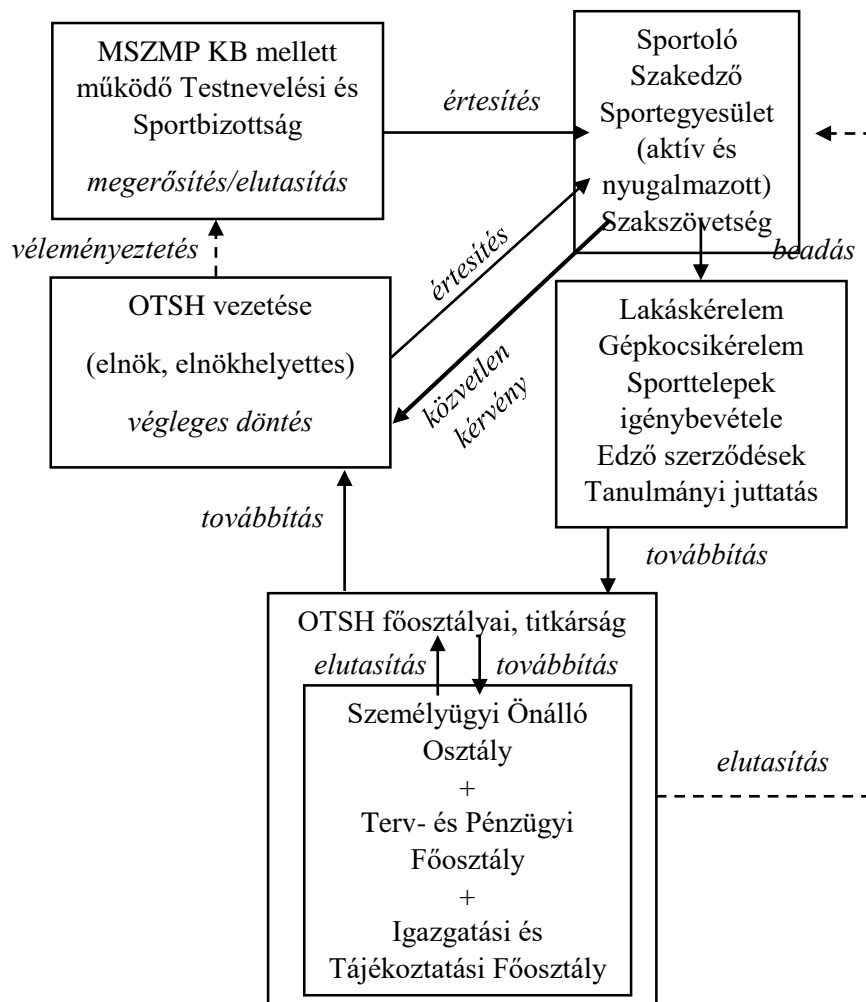 MSZMP KB mellett
működő Testnevelési és
Sportbizottság
megerősítés/elutasítás
értesítés
Sportoló
Szakedző
Sportegyesület
(aktív és
nyugalmazott)
Szakszövetség
véleményeztetés
értesítés
beadás
OTSH vezetése
(elnök, elnökhelyettes)
végleges döntés
közvetlen
kérvény
Lakáskérelem
Gépkocsikérelem
Sporttelepek
igénybevétele
Edző szerződések
Tanulmányi juttatás
továbbítás
továbbítás
OTSH főosztályai, titkárság
elutasítás
továbbítás
Személyügyi Önálló
Osztály
+
Terv- és Pénzügyi
Főosztály
+
Igazgatási és
Tájékoztatási Főosztály
elutasítás